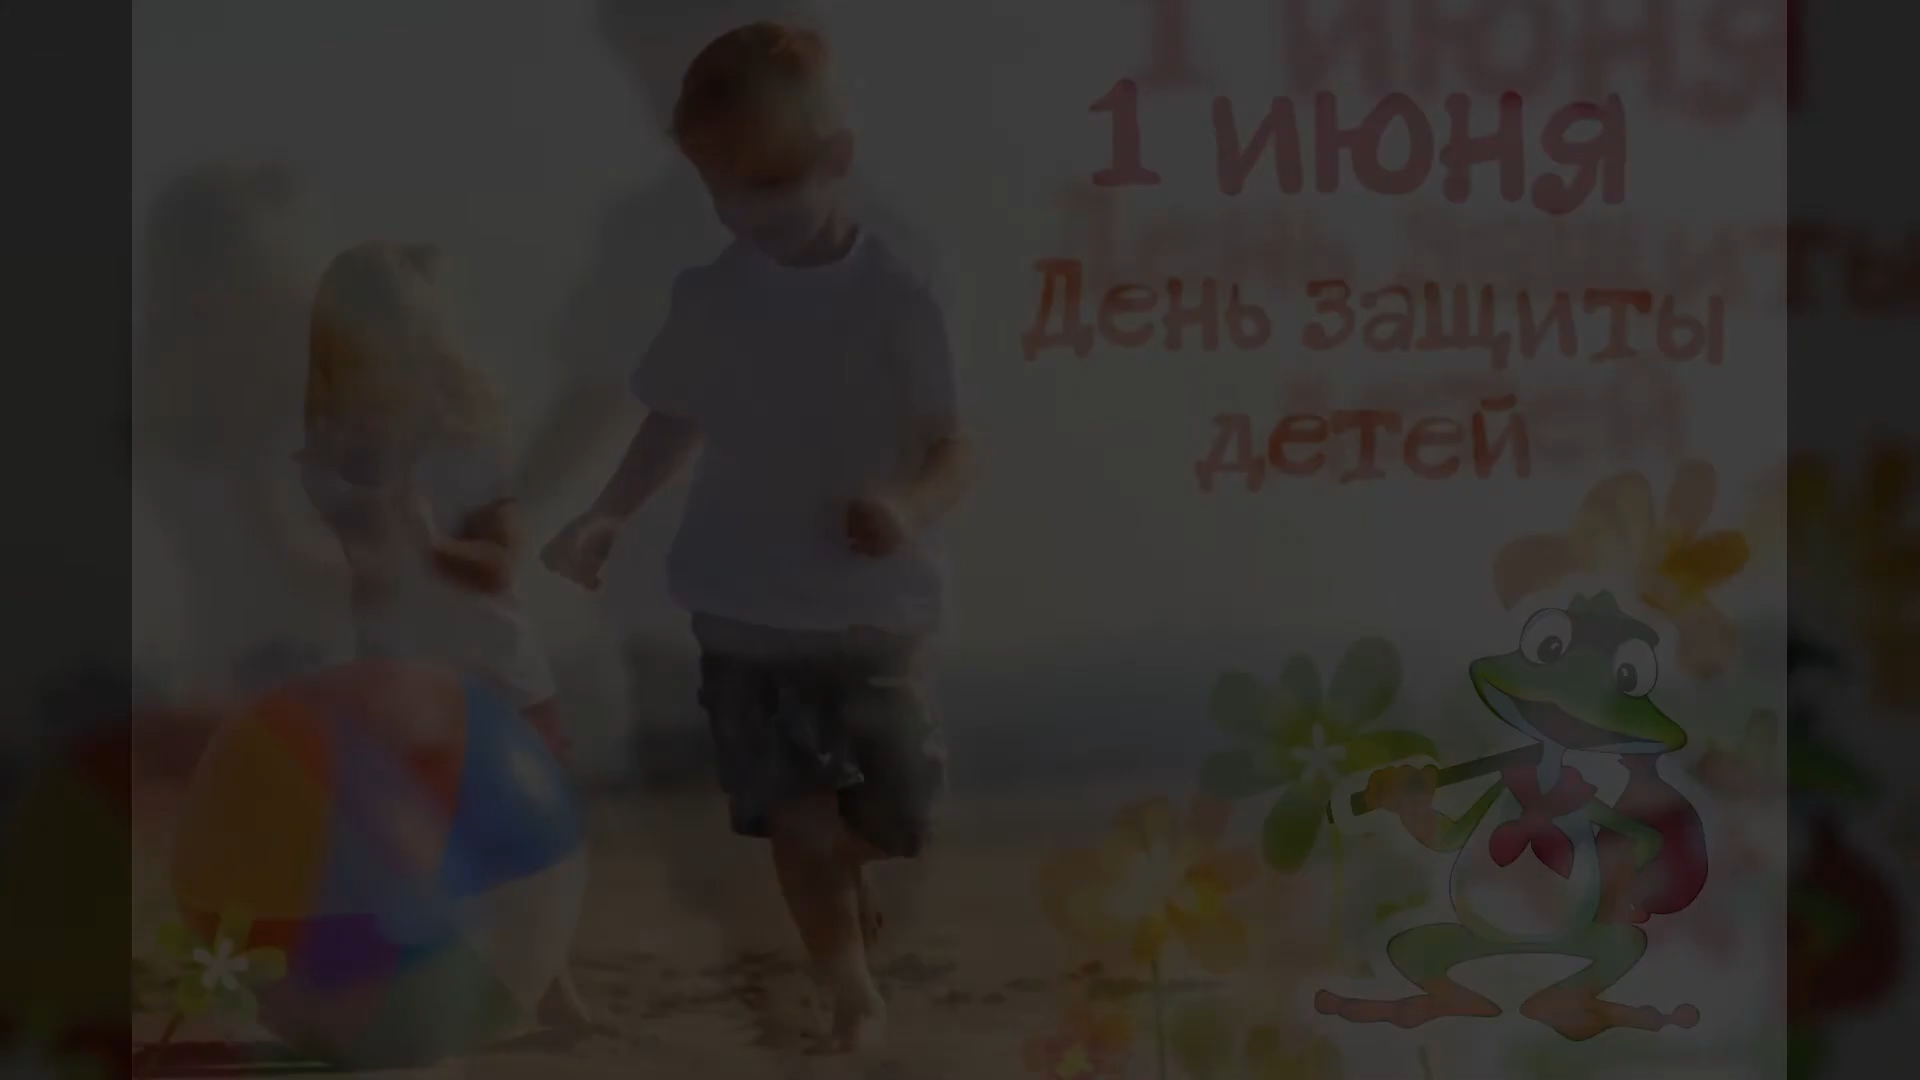 1 июня
День защиты
детей